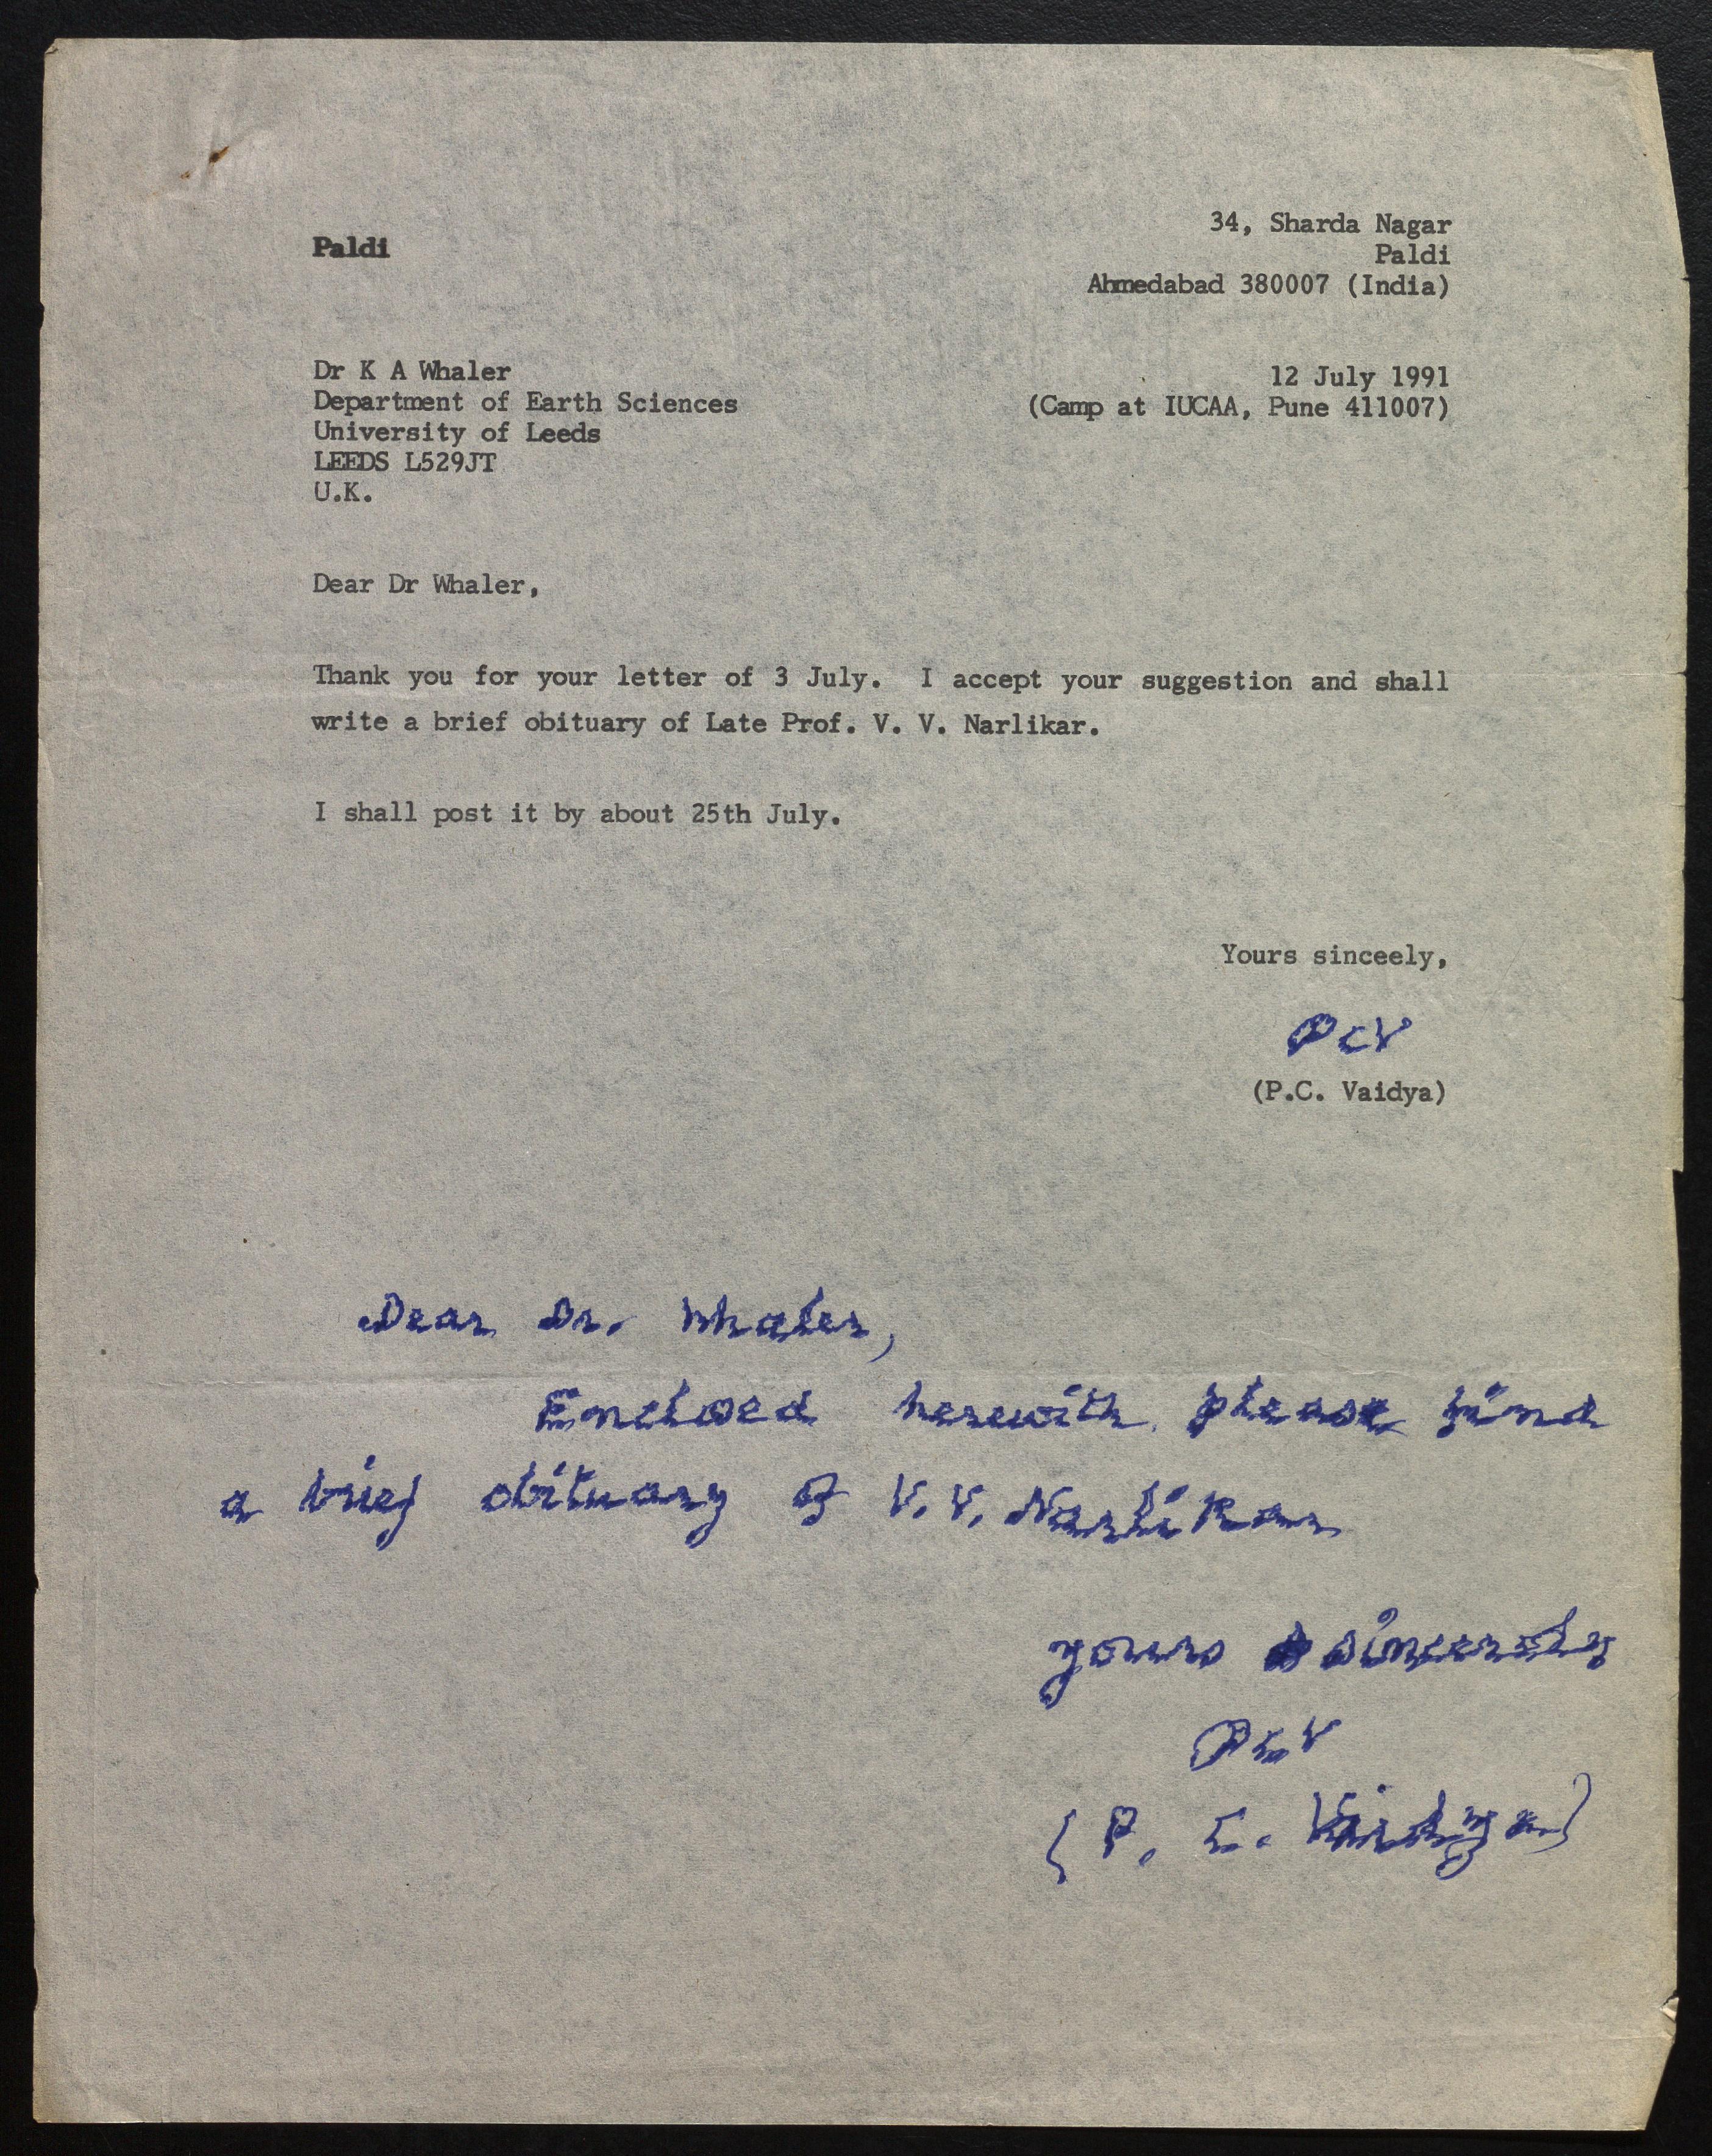 34, Sharda Nagar
Paldi
Paldi
Ahmedabad 380007 (India)
Dr K A Whaler
12 July 1991
Department of Earth Sciences
(Camp at IUCAA, Pune 411007)
University of Leeds
LEEDS L529JT
U.K.
Dear Dr Whaler,
Thank you for your letter of 3 July. I accept your suggestion and shall
write a brief obituary of Late Prof. V. V. Narlikar.
I shall post it by about 25th July.
Yours sinceely,
PCV
(P.C. Vaidya)
Dear Dr. Whaler,
Enclosed herewith please find
a brief obituary of V. V. Narlikar
yours sincerely
PCV
(P. C. Vaidya)